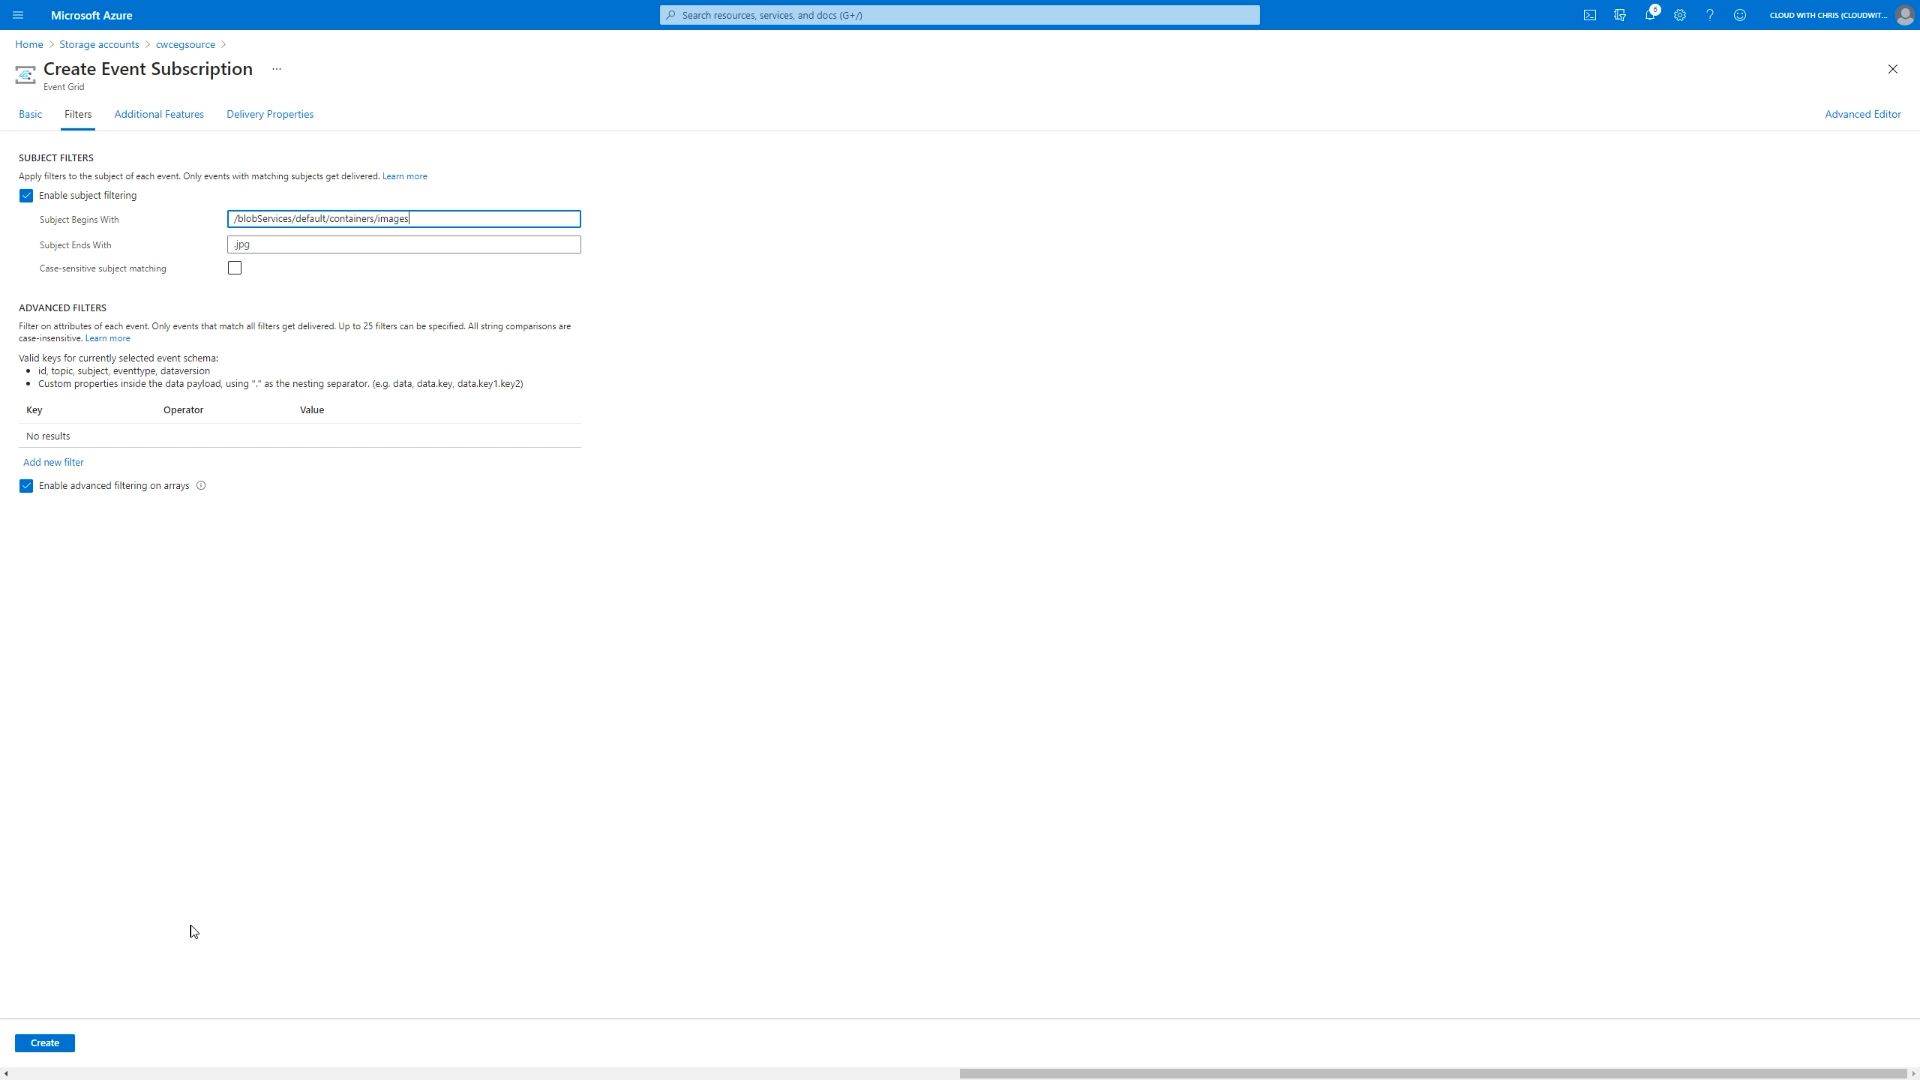 Microsoft Azure
Search resources, services, and docs (G+/)
6
CLOUD WITH CHRIS (CLOUDWIT...
Home > Storage accounts > cwcegsource >
Create Event Subscription ...
Event Grid
Basic Filters Additional Features Delivery Properties Advanced Editor
SUBJECT FILTERS
Apply filters to the subject of each event. Only events with matching subjects get delivered. Learn more
Enable subject filtering
Subject Begins With /blobServices/default/containers/images
Subject Ends With .jpg
Case-sensitive subject matching
ADVANCED FILTERS
Filter on attributes of each event. Only events that match all filters get delivered. Up to 25 filters can be specified. All string comparisons are
case-insensitive. Learn more
Valid keys for currently selected event schema:
• id, topic, subject, eventtype, dataversion
• Custom properties inside the data payload, using "." as the nesting separator. (e.g. data, data.key, data.key1.key2)
Key Operator Value
No results
Add new filter
Enable advanced filtering on arrays
Create